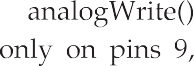 analogWrite()
only on pins 9,